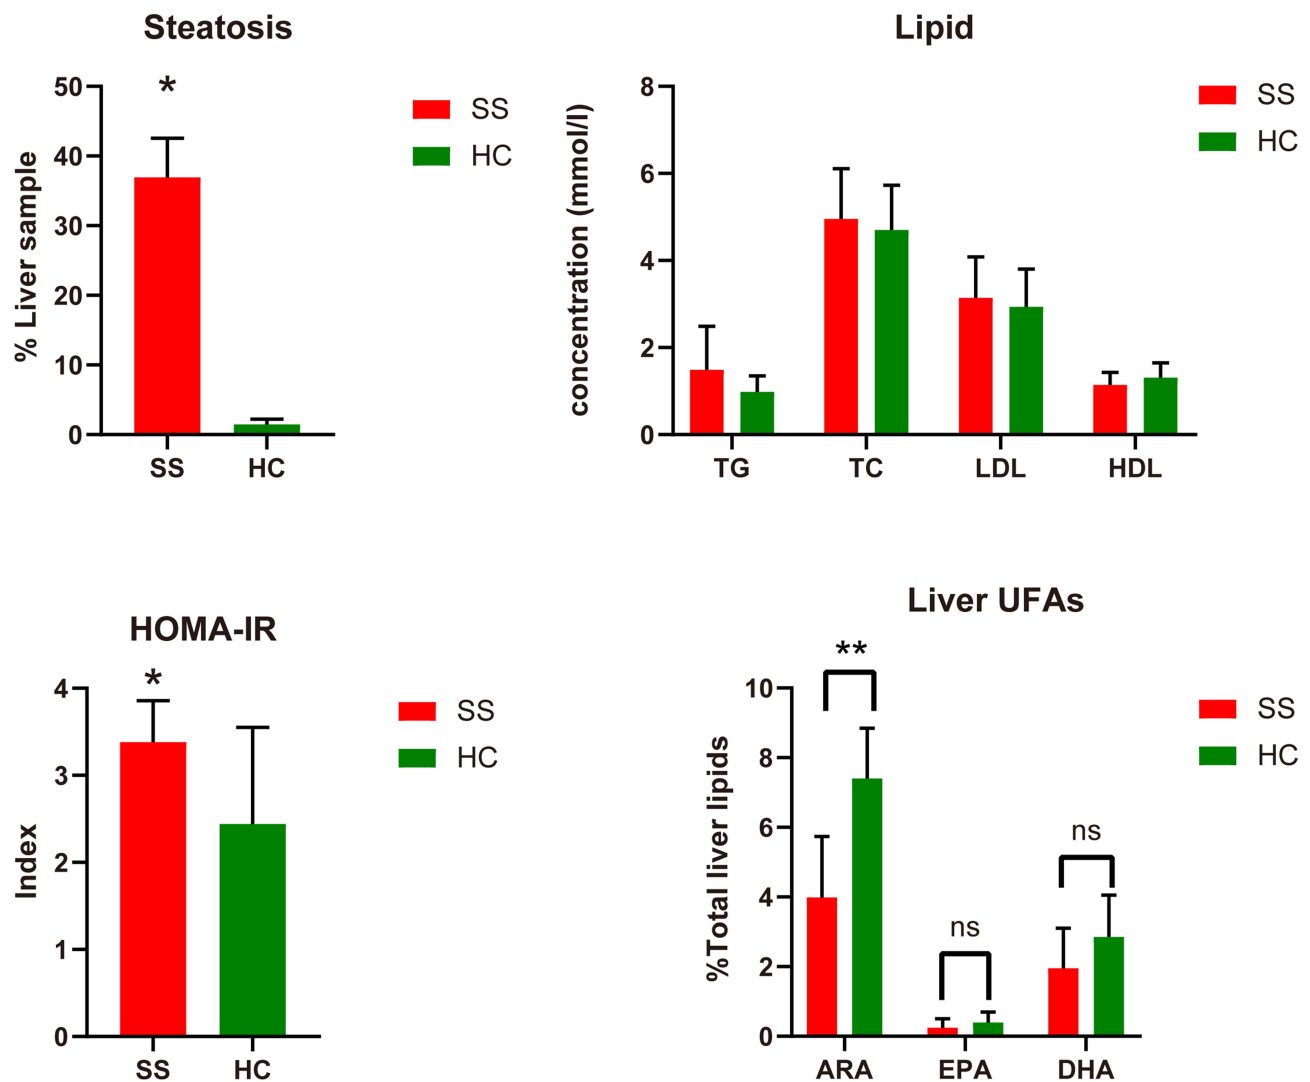 Steatosis
*
50
40
30
20
10
0
% Liver sample
SS
HC
SS
HC
Lipid
8
6
4
2
0
concentration (mmol/l)
TG
TC
LDL
HDL
SS
HC
HOMA-IR
*
4
3
2
1
0
Index
SS
HC
SS
HC
Liver UFAs
**
ns
ns
10
8
6
4
2
0
%Total liver lipids
ARA
EPA
DHA
SS
HC